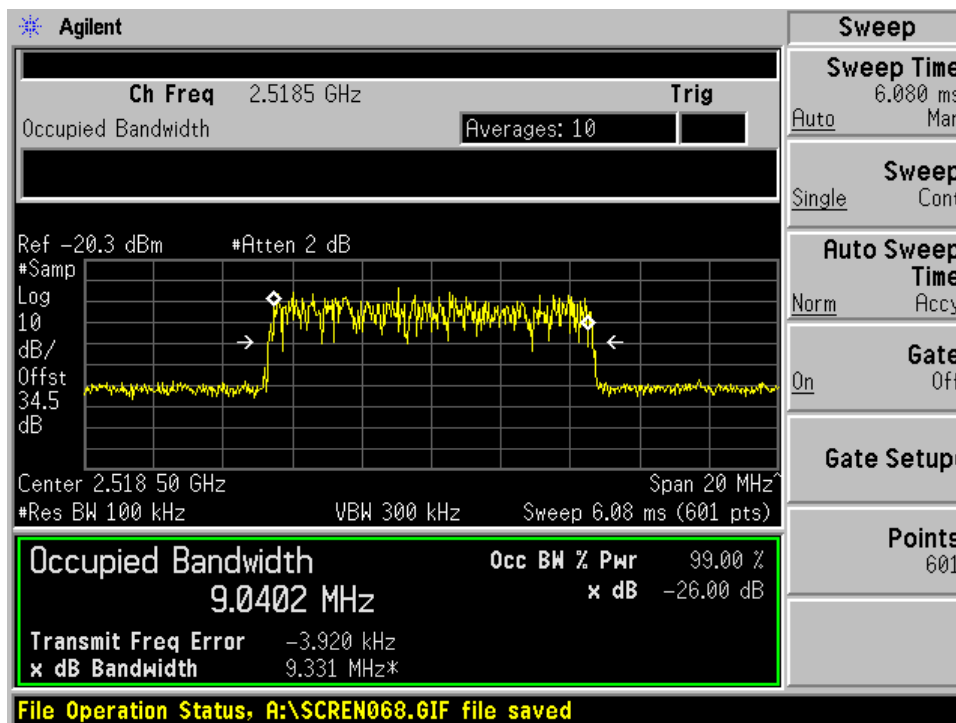 Agilent
Sweep
Ch Freq 2.5185 GHz Trig
Occupied Bandwidth Averages: 10
Ref -20.3 dBm #Atten 2 dB
#Samp
Log
10
dB/
Offst
34.5
dB
Center 2.518 50 GHz Span 20 MHz^
#Res BW 100 kHz VBW 300 kHz Sweep 6.08 ms (601 pts)
Occupied Bandwidth
9.0402 MHz
Occ BW % Pwr 99.00 %
x dB -26.00 dB
Transmit Freq Error -3.920 kHz
x dB Bandwidth 9.331 MHz*
File Operation Status, A:\SCREN068.GIF file saved
Sweep Time
6.080 ms
Auto Man
Sweep
Single Cont
Auto Sweep
Time
Norm Accy
Gate
On Off
Gate Setup
Points
601